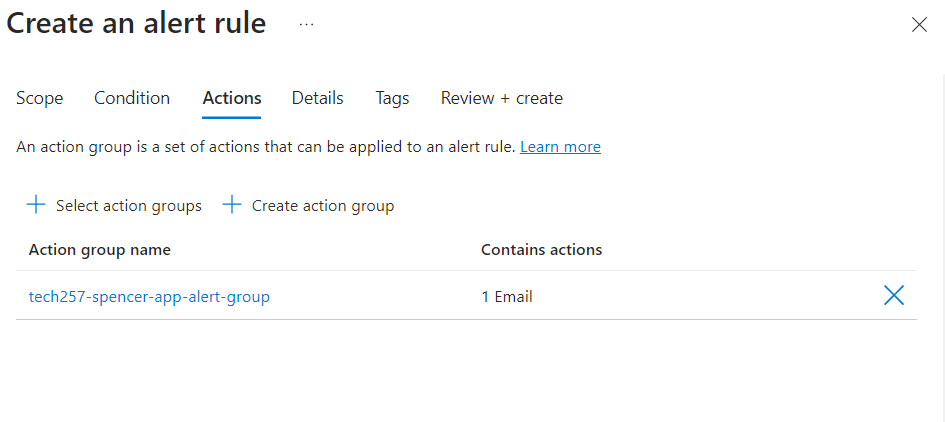 Create an alert rule ...
Scope Condition Actions Details Tags Review + create
An action group is a set of actions that can be applied to an alert rule. Learn more
+ Select action groups + Create action group
Action group name Contains actions
tech257-spencer-app-alert-group 1 Email